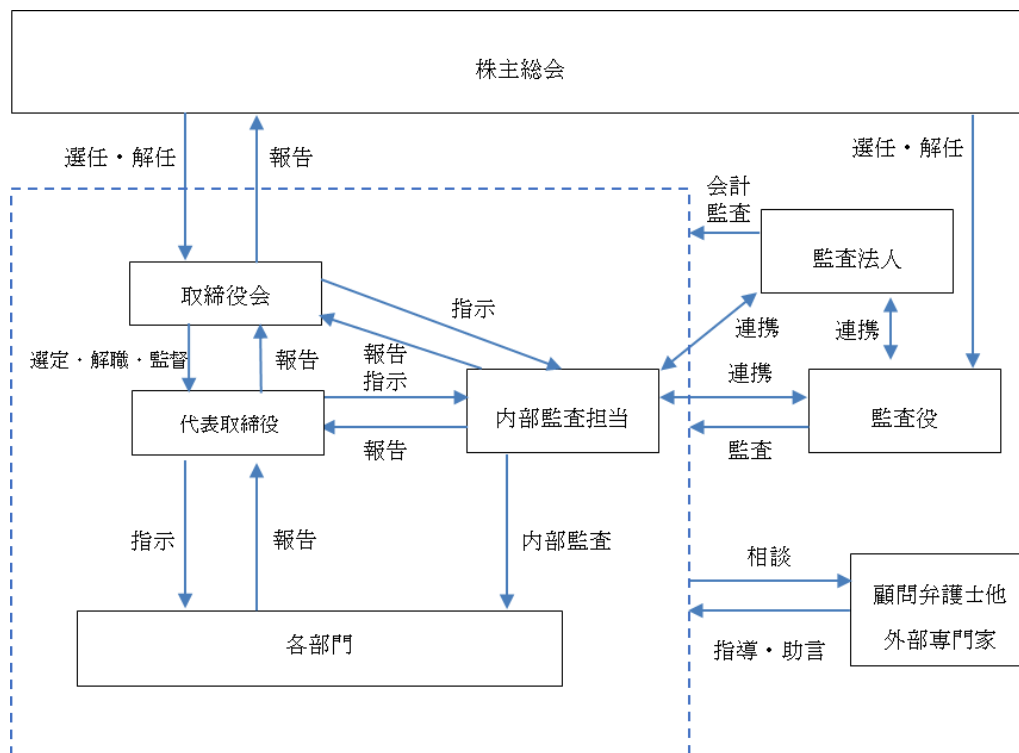 株主総会
選任・解任
報告
選任・解任
会計
監査
監査法人
取締役会
指示
連携
連携
選定・解職・監督
報告
報告
指示
連携
代表取締役
内部監査担当
監査役
報告
監査
指示
報告
内部監査
相談
顧問弁護士他
外部専門家
各部門
指導・助言